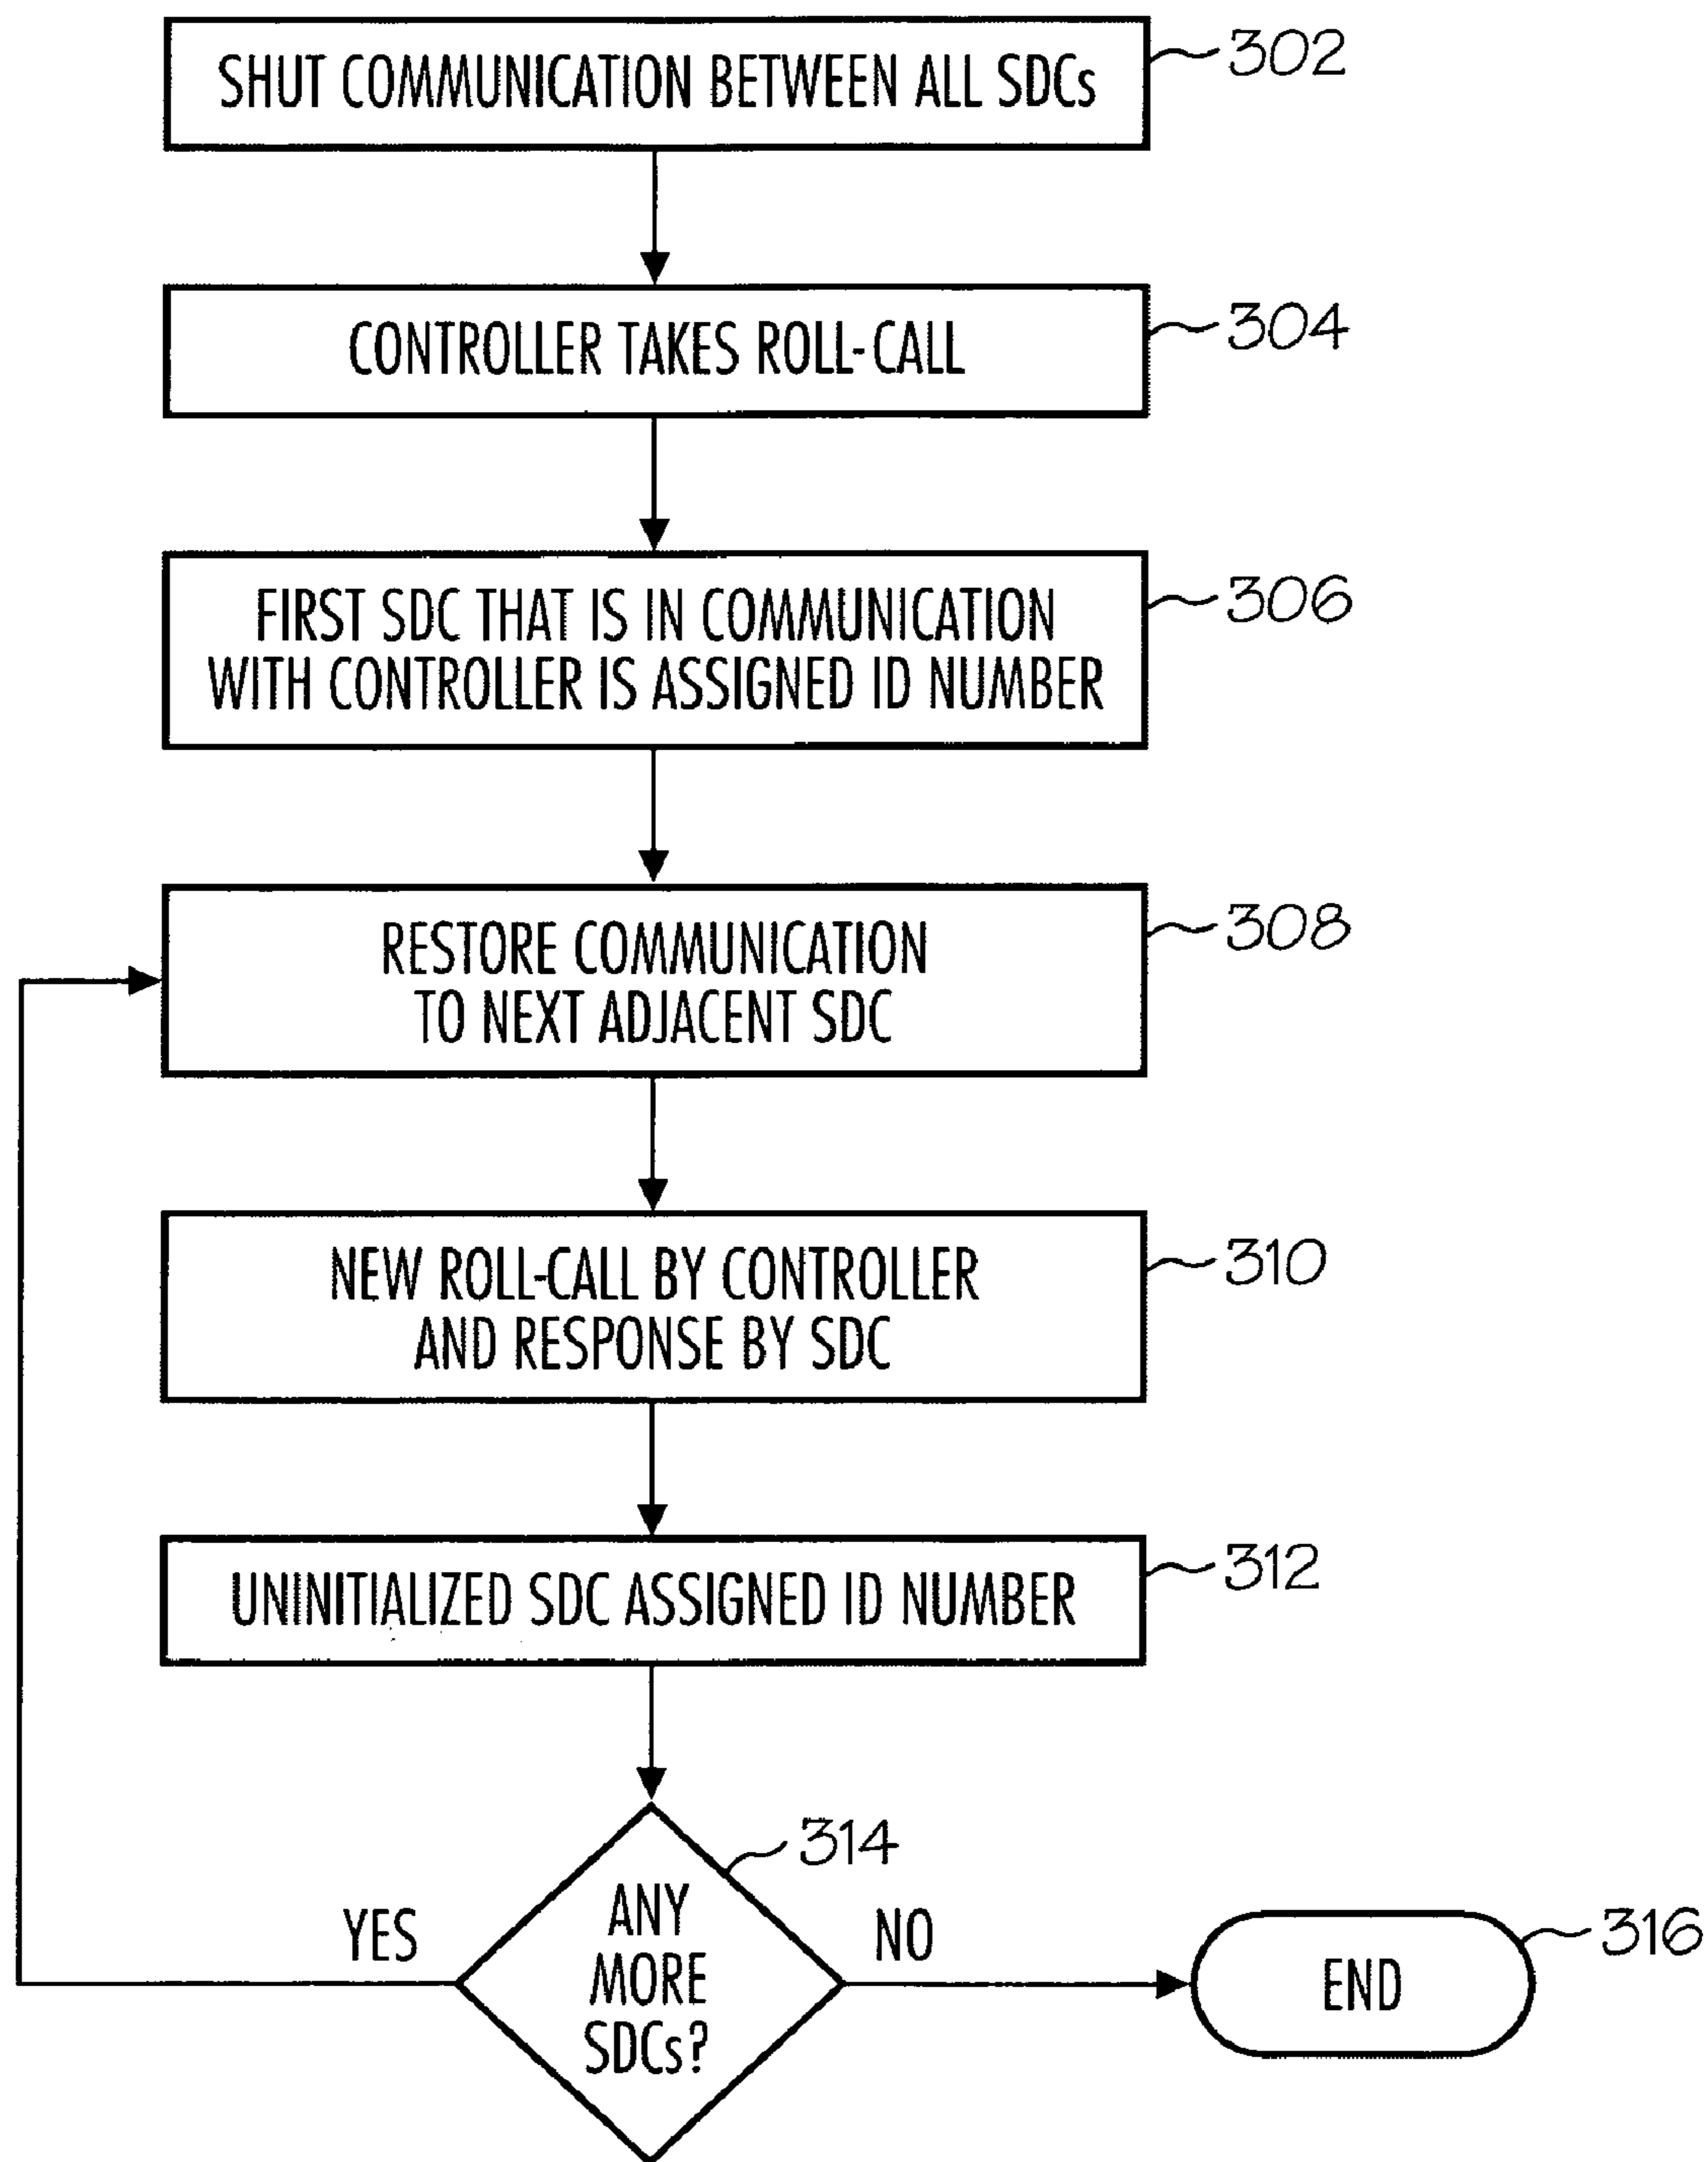 SHUT COMMUNICATION BETWEEN ALL SDCs
302
CONTROLLER TAKES ROLL-CALL
304
FIRST SDC THAT IS IN COMMUNICATION
WITH CONTROLLER IS ASSIGNED ID NUMBER
306
RESTORE COMMUNICATION
TO NEXT ADJACENT SDC
308
NEW ROLL-CALL BY CONTROLLER
AND RESPONSE BY SDC
310
UNINITIALIZED SDC ASSIGNED ID NUMBER
312
314
YES
ANY
MORE
SDCs?
NO
END
316